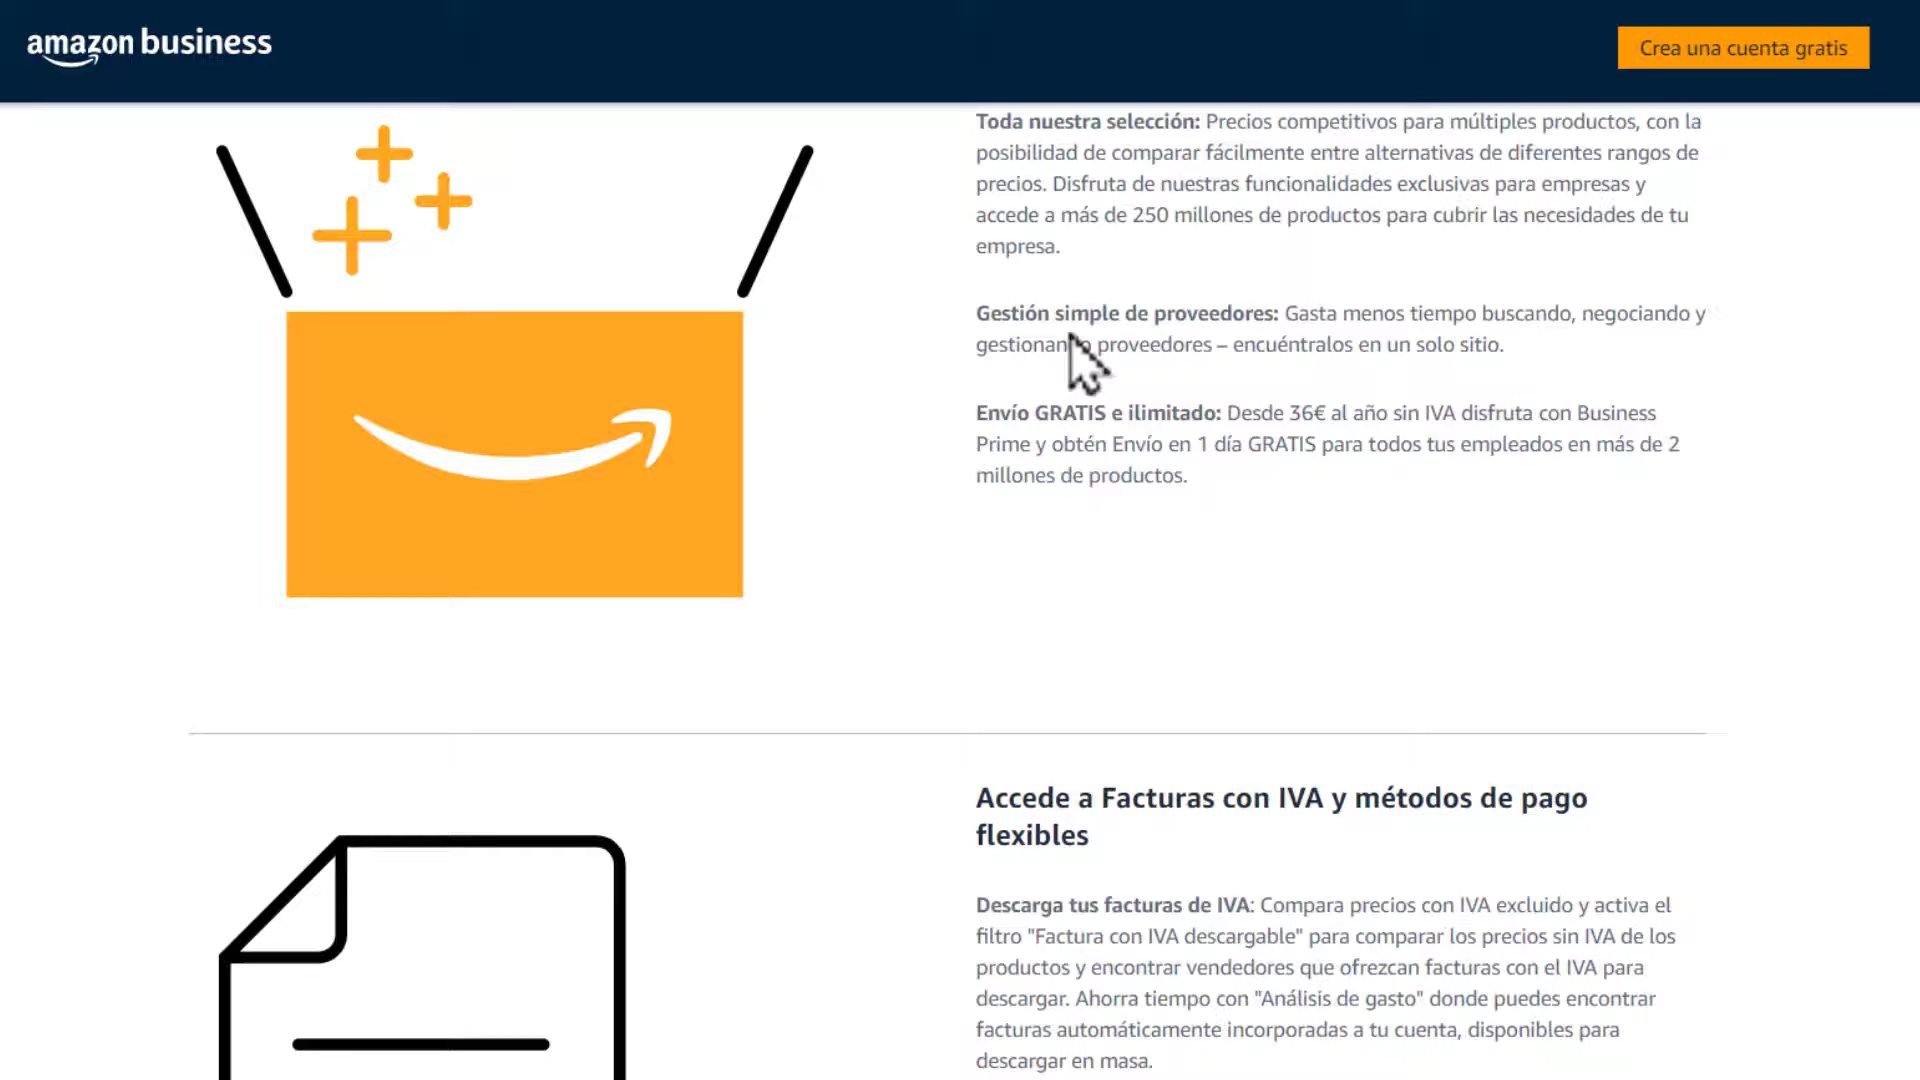 amazon business
Crea una cuenta gratis
Toda nuestra selección: Precios competitivos para múltiples productos, con la
posibilidad de comparar fácilmente entre alternativas de diferentes rangos de
precios. Disfruta de nuestras funcionalidades exclusivas para empresas y
accede a más de 250 millones de productos para cubrir las necesidades de tu
empresa.
Gestión simple de proveedores: Gasta menos tiempo buscando, negociando y
proveedores – encuéntralos en un solo sitio.
Envío GRATIS e ilimitado: Desde 36€ al año sin IVA disfruta con Business
Prime y obtén Envío en 1 día GRATIS para todos tus empleados en más de 2
millones de productos.
Accede a Facturas con IVA y métodos de pago
flexibles
Descarga tus facturas de IVA: Compara precios con IVA excluido y activa el
filtro "Factura con IVA descargable" para comparar los precios sin IVA de los
productos y encontrar vendedores que ofrezcan facturas con el IVA para
descargar. Ahorra tiempo con "Análisis de gasto" donde puedes encontrar
facturas automáticamente incorporadas a tu cuenta, disponibles para
descargar en masa.